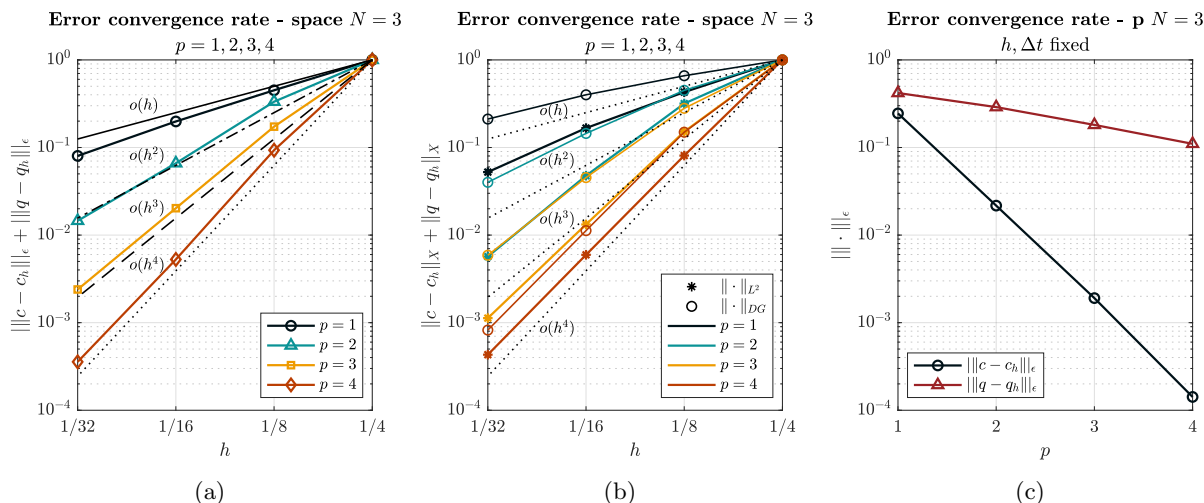 Error convergence rate - space N = 3
p = 1, 2, 3, 4
10^0
10^{-1}
10^{-2}
10^{-3}
10^{-4}
|||c − c_h|||_ϵ + |||q − q_h|||_ϵ
o(h)
o(h^2)
o(h^3)
o(h^4)
p = 1
p = 2
p = 3
p = 4
1/32 1/16 1/8 1/4
h
(a)
Error convergence rate - space N = 3
p = 1, 2, 3, 4
10^0
10^{-1}
10^{-2}
10^{-3}
10^{-4}
‖c − c_h‖_X + ‖q − q_h‖_X
o(h)
o(h^2)
o(h^3)
o(h^4)
‖ · ‖_{L^2}
‖ · ‖_{DG}
p = 1
p = 2
p = 3
p = 4
1/32 1/16 1/8 1/4
h
(b)
Error convergence rate - p N = 3
h, Δt fixed
10^0
10^{-1}
10^{-2}
10^{-3}
10^{-4}
||| · |||_ϵ
|||c − c_h|||_ϵ
|||q − q_h|||_ϵ
1 2 3 4
p
(c)